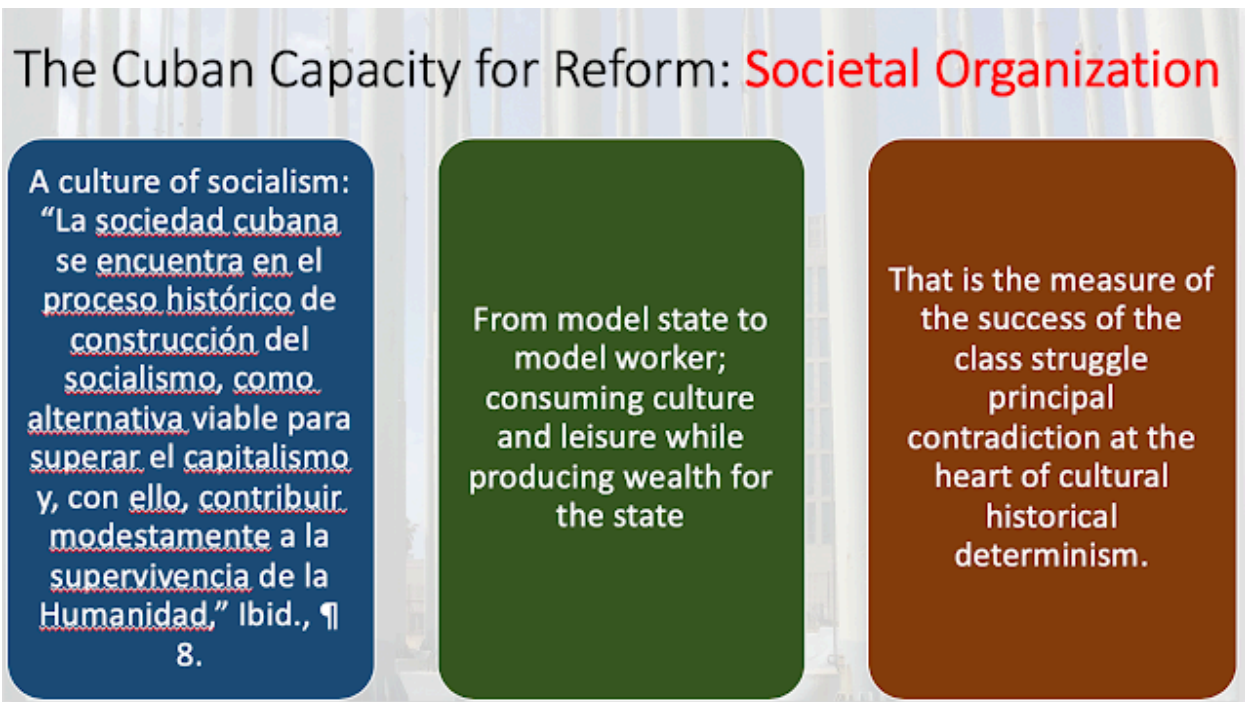 The Cuban Capacity for Reform: Societal Organization
A culture of socialism:
“La sociedad cubana
se encuentra en el
proceso histórico de
construcción del
socialismo, como
alternativa viable para
superar el capitalismo
y, con ello, contribuir
modestamente a la
supervivencia de la
Humanidad,” Ibid., ¶
8.
From model state to
model worker;
consuming culture
and leisure while
producing wealth for
the state
That is the measure of
the success of the
class struggle
principal
contradiction at the
heart of cultural
historical
determinism.